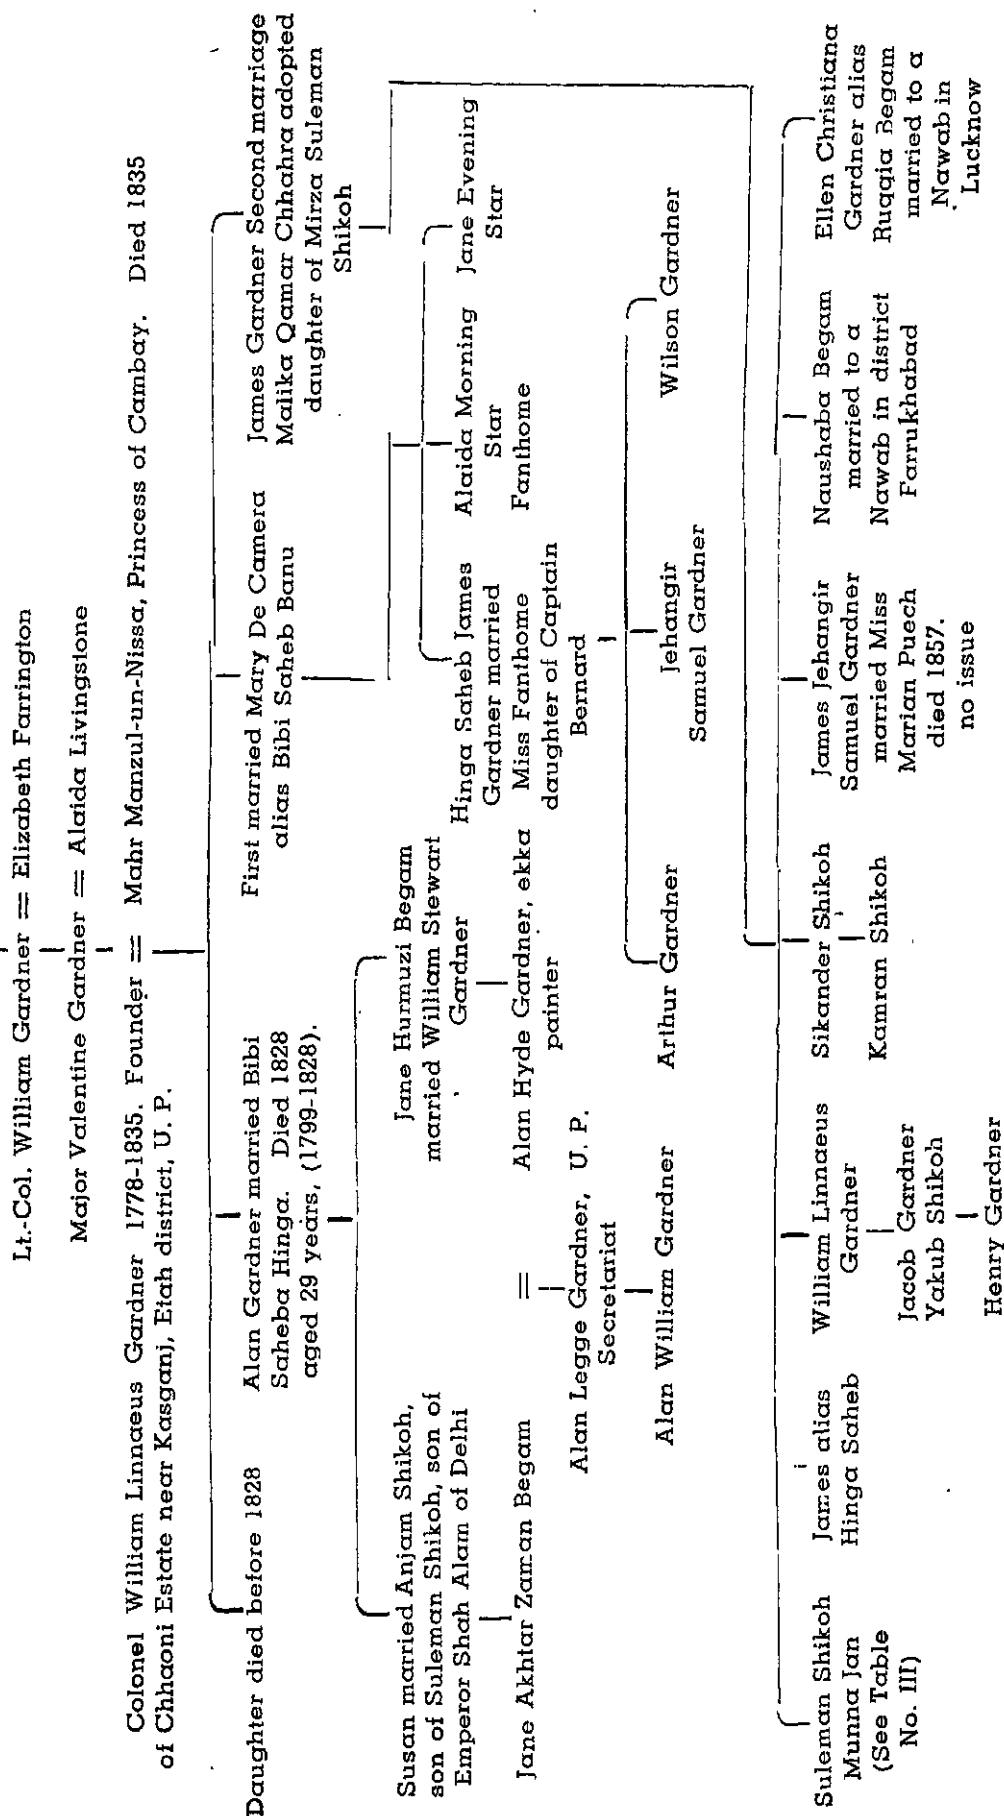 Lt.-Col. William Gardner = Elizabeth Farrington
Major Valentine Gardner = Alaida Livingstone
Colonel William Linnaeus Gardner 1778-1835. Founder = Mahr Manzul-un-Nissa, Princess of Cambay. Died 1835
of Chhaoni Estate near Kasganj, Etah district, U. P.
Daughter died before 1828
Alan Gardner married Bibi
Saheba Hinga. Died 1828
aged 29 years, (1799-1828).
First married Mary De Camera
alias Bibi Saheb Banu
James Gardner Second marriage
Malika Qamar Chhahra adopted
daughter of Mirza Suleman
Shikoh
Susan married Anjam Shikoh,
son of Suleman Shikoh, son of
Emperor Shah Alam of Delhi
Jane Hurmuzi Begam
married William Stewart
Gardner
Hinga Saheb James
Gardner married
Miss Fanthome
daughter of Captain
Bernard
Alaida Morning
Star
Fanthome
Jane Evening
Star
Jane Akhtar Zaman Begam
=
Alan Hyde Gardner, ekka
painter
Alan Legge Gardner, U. P.
Secretariat
Alan William Gardner
Arthur Gardner
Jehangir
Samuel Gardner
Wilson Gardner
Suleman Shikoh
Munna Jan
(See Table
No. III)
James alias
Hinga Saheb
William Linnaeus
Gardner
Jacob Gardner
Yakub Shikoh
Henry Gardner
Sikander Shikoh
Kamran Shikoh
James Jehangir
Samuel Gardner
married Miss
Marian Puech
died 1857.
no issue
Naushaba Begam
married to a
Nawab in district
Farrukhabad
Ellen Christiana
Gardner alias
Ruqqia Begam
married to a
Nawab in
Lucknow